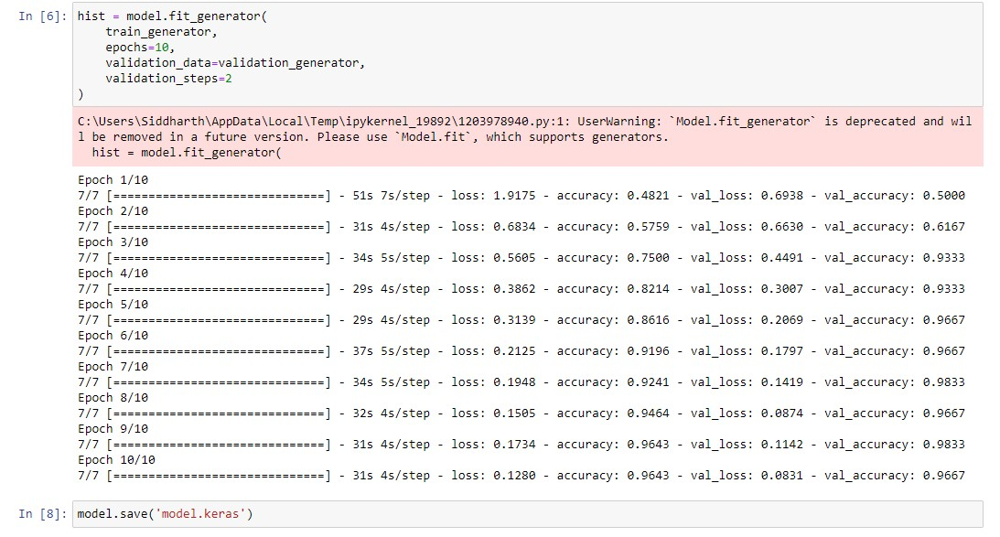 In [6]: hist = model.fit_generator(
    train_generator,
    epochs=10,
    validation_data=validation_generator,
    validation_steps=2
)
C:\Users\Siddharth\AppData\Local\Temp\ipykernel_19892\1203978940.py:1: UserWarning: `Model.fit_generator` is deprecated and wil
l be removed in a future version. Please use `Model.fit`, which supports generators.
  hist = model.fit_generator(
Epoch 1/10
7/7 [==============================] - 51s 7s/step - loss: 1.9175 - accuracy: 0.4821 - val_loss: 0.6938 - val_accuracy: 0.5000
Epoch 2/10
7/7 [==============================] - 31s 4s/step - loss: 0.6834 - accuracy: 0.5759 - val_loss: 0.6630 - val_accuracy: 0.6167
Epoch 3/10
7/7 [==============================] - 34s 5s/step - loss: 0.5605 - accuracy: 0.7500 - val_loss: 0.4491 - val_accuracy: 0.9333
Epoch 4/10
7/7 [==============================] - 29s 4s/step - loss: 0.3862 - accuracy: 0.8214 - val_loss: 0.3007 - val_accuracy: 0.9333
Epoch 5/10
7/7 [==============================] - 29s 4s/step - loss: 0.3139 - accuracy: 0.8616 - val_loss: 0.2069 - val_accuracy: 0.9667
Epoch 6/10
7/7 [==============================] - 37s 5s/step - loss: 0.2125 - accuracy: 0.9196 - val_loss: 0.1797 - val_accuracy: 0.9667
Epoch 7/10
7/7 [==============================] - 34s 5s/step - loss: 0.1948 - accuracy: 0.9241 - val_loss: 0.1419 - val_accuracy: 0.9833
Epoch 8/10
7/7 [==============================] - 32s 4s/step - loss: 0.1505 - accuracy: 0.9464 - val_loss: 0.0874 - val_accuracy: 0.9667
Epoch 9/10
7/7 [==============================] - 31s 4s/step - loss: 0.1734 - accuracy: 0.9643 - val_loss: 0.1142 - val_accuracy: 0.9833
Epoch 10/10
7/7 [==============================] - 31s 4s/step - loss: 0.1280 - accuracy: 0.9643 - val_loss: 0.0831 - val_accuracy: 0.9667
In [8]: model.save('model.keras')